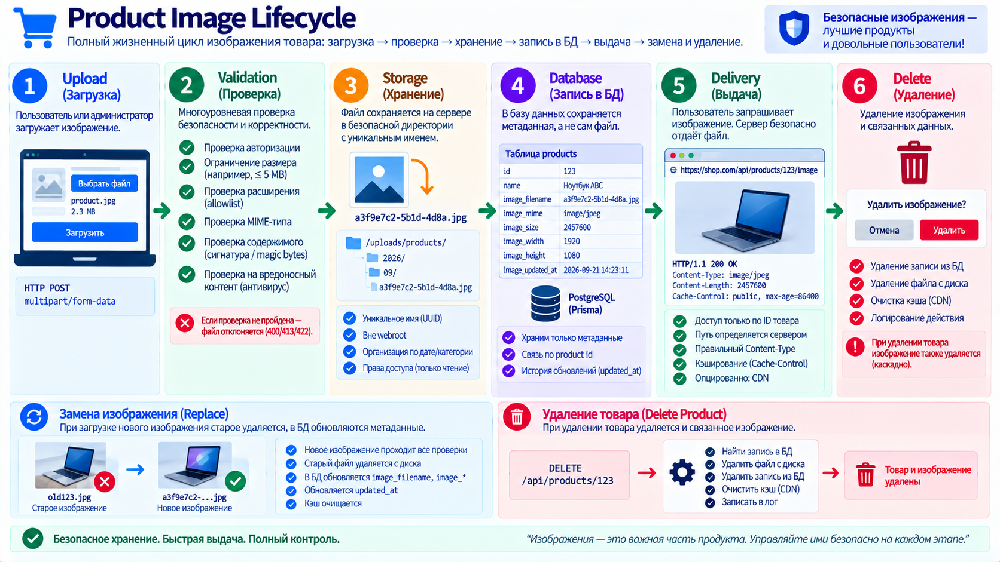 Product Image Lifecycle
Полный жизненный цикл изображения товара: загрузка → проверка → хранение → запись в БД → выдача → замена и удаление.
Безопасные изображения —
лучшие продукты
и довольные пользователи!
1
Upload
(Загрузка)
Пользователь или администратор
загружает изображение.
Выбрать файл
product.jpg
2.3 MB
Загрузить
HTTP POST
multipart/form-data
2
Validation
(Проверка)
Многоуровневая проверка
безопасности и корректности.
Проверка авторизации
Ограничение размера
(например, ≤ 5 MB)
Проверка расширения
(allowlist)
Проверка MIME-типа
Проверка содержимого
(сигнатура / magic bytes)
Проверка на вредоносный
контент (антивирус)
Если проверка не пройдена —
файл отклоняется (400/413/422).
3
Storage
(Хранение)
Файл сохраняется на сервере
в безопасной директории
с уникальным именем.
a3f9e7c2-5b1d-4d8a.jpg
/uploads/products/
2026/
09/
a3f9e7c2-5b1d-4d8a.jpg
Уникальное имя (UUID)
Вне webroot
Организация по дате/категории
Права доступа (только чтение)
4
Database
(Запись в БД)
В базу данных сохраняется
метаданная, а не сам файл.
Таблица products
id 123
name Ноутбук ABC
image_filename a3f9e7c2-5b1d-4d8a.jpg
image_mime image/jpeg
image_size 2457600
image_width 1920
image_height 1080
image_updated_at 2026-09-21 14:23:11
PostgreSQL
(Prisma)
Храним только метаданные
Связь по product id
История обновлений (updated_at)
5
Delivery
(Выдача)
Пользователь запрашивает
изображение. Сервер безопасно
отдаёт файл.
https://shop.com/api/products/123/image
HTTP/1.1 200 OK
Content-Type: image/jpeg
Content-Length: 2457600
Cache-Control: public, max-age=86400
Доступ только по ID товара
Путь определяется сервером
Правильный Content-Type
Кэширование (Cache-Control)
Опцированно: CDN
6
Delete
(Удаление)
Удаление изображения
и связанных данных.
Удалить изображение?
Отмена
Удалить
Удаление записи из БД
Удаление файла с диска
Очистка кэша (CDN)
Логирование действия
При удалении товара
изображение также удаляется
(каскадно).
Замена изображения (Replace)
При загрузке нового изображения старое удаляется, в БД обновляются метаданные.
old123.jpg
Старое изображение
a3f9e7c2-...jpg
Новое изображение
Новое изображение проходит все проверки
Старый файл удаляется с диска
В БД обновляется image_filename, image_*
Обновляется updated_at
Кэш очищается
Удаление товара (Delete Product)
При удалении товара удаляется и связанное изображение.
DELETE
/api/products/123
Найти запись в БД
Удалить файл с диска
Удалить запись из БД
Очистить кэш (CDN)
Записать в лог
Товар и изображение
удалены
Безопасное хранение. Быстрая выдача. Полный контроль.
“Изображения — это важная часть продукта. Управляйте ими безопасно на каждом этапе.”